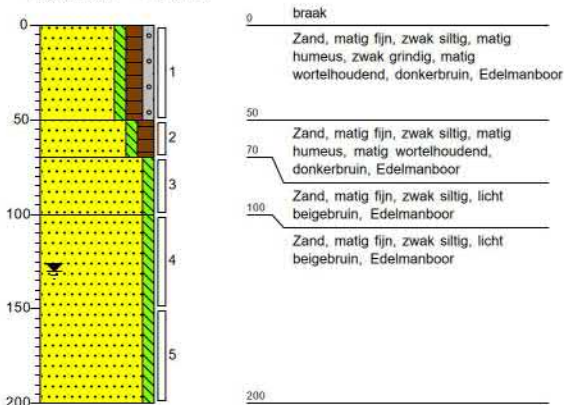 braak
0
0
Zand, matig fijn, zwak siltig, matig
humeus, zwak grindig, matig
wortelhoudend, donkerbruin, Edelmanboor
1
50
50
Zand, matig fijn, zwak siltig, matig
humeus, matig wortelhoudend,
donkerbruin, Edelmanboor
2
70
Zand, matig fijn, zwak siltig, licht
beigebruin, Edelmanboor
3
100
100
Zand, matig fijn, zwak siltig, licht
beigebruin, Edelmanboor
4
150
5
200
200